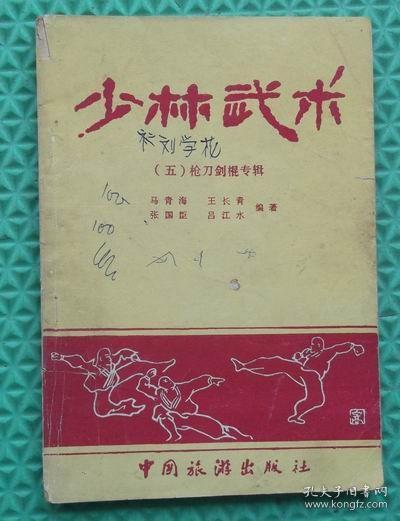 少林武术
刘学花
（五）枪刀剑棍专辑
马青海 王长青
张国臣 吕江水 编著
100
100
中国旅游出版社
孔夫子旧书网
kongfz.com